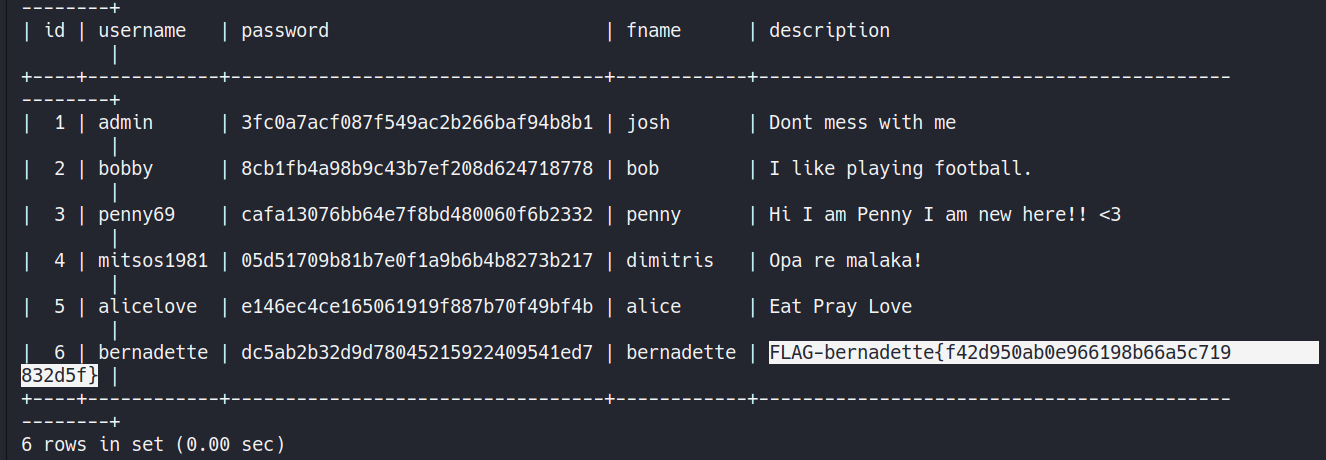 --------+
| id | username   | password                         | fname      | description
        |
+----+------------+----------------------------------+------------+-------------------------------------------
--------+
|  1 | admin      | 3fc0a7acf087f549ac2b266baf94b8b1 | josh       | Dont mess with me
        |
|  2 | bobby      | 8cb1fb4a98b9c43b7ef208d624718778 | bob        | I like playing football.
        |
|  3 | penny69    | cafa13076bb64e7f8bd480060f6b2332 | penny      | Hi I am Penny I am new here!! <3
        |
|  4 | mitsos1981 | 05d51709b81b7e0f1a9b6b4b8273b217 | dimitris   | Opa re malaka!
        |
|  5 | alicelove  | e146ec4ce165061919f887b70f49bf4b | alice      | Eat Pray Love
        |
|  6 | bernadette | dc5ab2b32d9d78045215922409541ed7 | bernadette | FLAG-bernadette{f42d950ab0e966198b66a5c719
832d5f} |
+----+------------+----------------------------------+------------+-------------------------------------------
--------+
6 rows in set (0.00 sec)